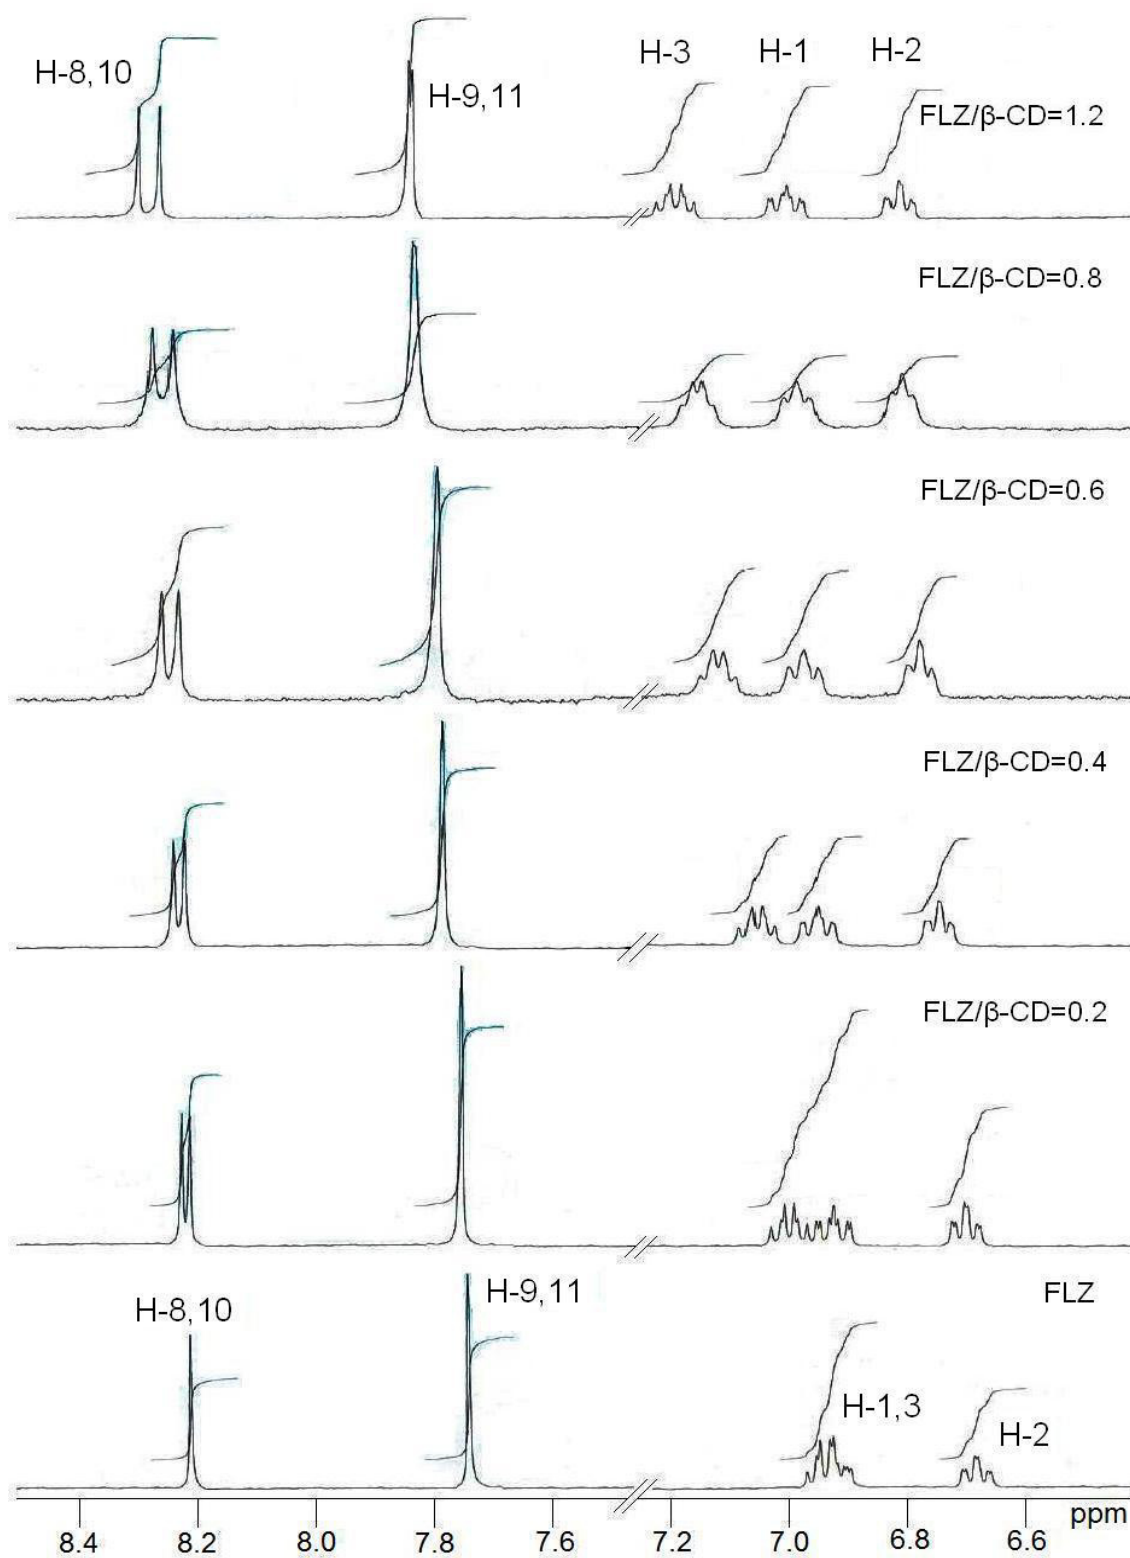 H-8,10
H-9,11
H-3
H-1
H-2
FLZ/β-CD=1.2
FLZ/β-CD=0.8
FLZ/β-CD=0.6
FLZ/β-CD=0.4
FLZ/β-CD=0.2
H-8,10
H-9,11
FLZ
H-1,3
H-2
ppm
8.4 8.2 8.0 7.8 7.6 7.2 7.0 6.8 6.6